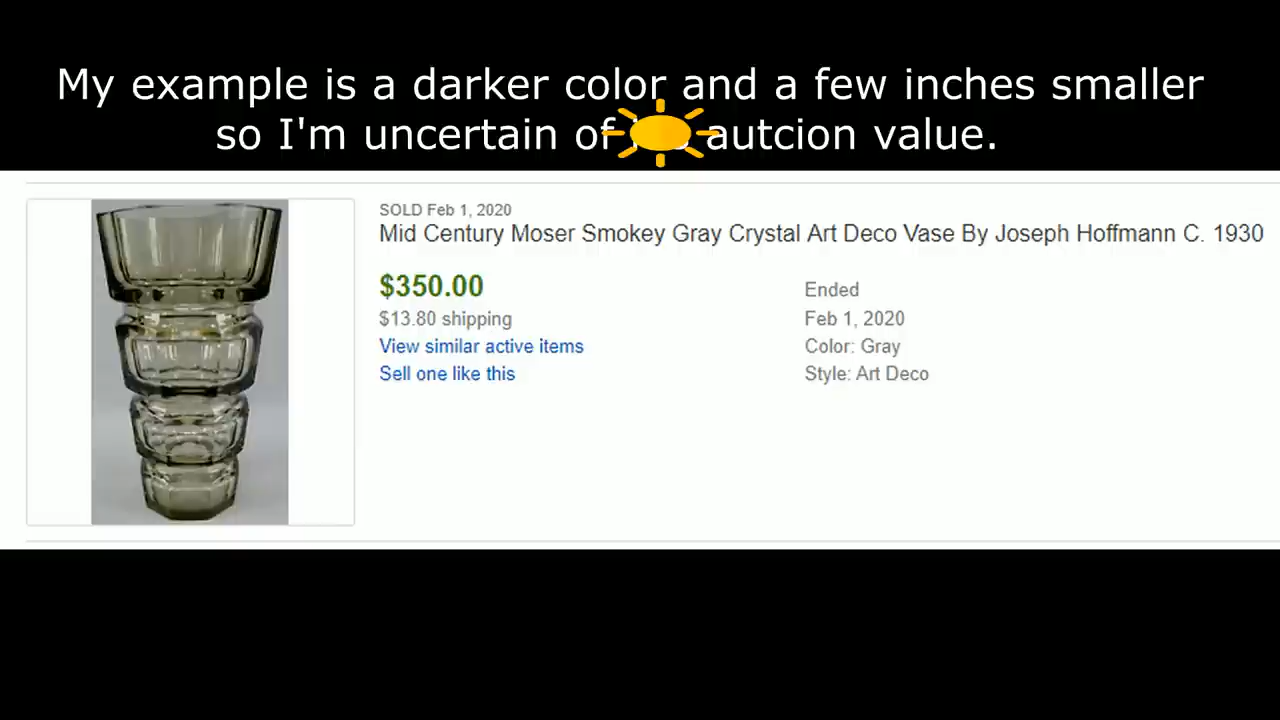 My example is a darker color and a few inches smaller
so I'm uncertain of autcion value.
SOLD Feb 1, 2020
Mid Century Moser Smokey Gray Crystal Art Deco Vase By Joseph Hoffmann C. 1930
$350.00
Ended
$13.80 shipping
Feb 1, 2020
View similar active items
Color: Gray
Sell one like this
Style: Art Deco